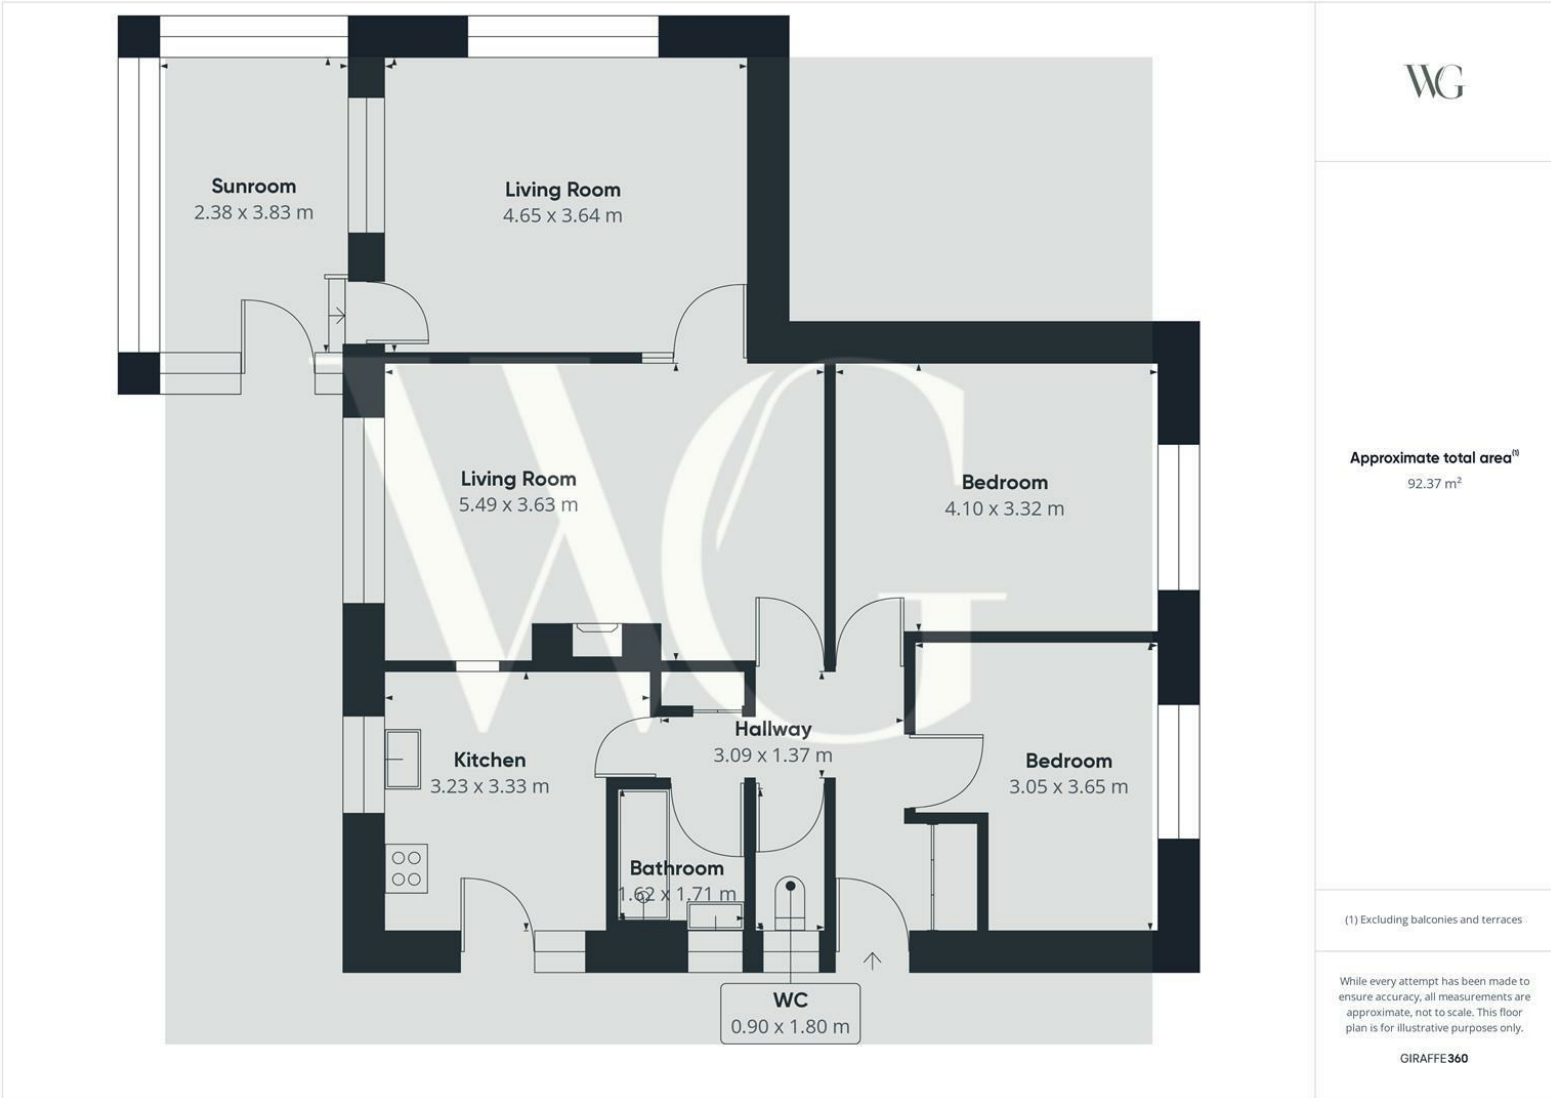 WG
Sunroom
2.38 x 3.83 m
Living Room
4.65 x 3.64 m
Living Room
5.49 x 3.63 m
Bedroom
4.10 x 3.32 m
Hallway
3.09 x 1.37 m
Kitchen
3.23 x 3.33 m
Bedroom
3.05 x 3.65 m
Bathroom
1.62 x 1.71 m
WC
0.90 x 1.80 m
WG
Approximate total area(1)
92.37 m²
(1) Excluding balconies and terraces
While every attempt has been made to
ensure accuracy, all measurements are
approximate, not to scale. This floor
plan is for illustrative purposes only.
GIRAFFE360